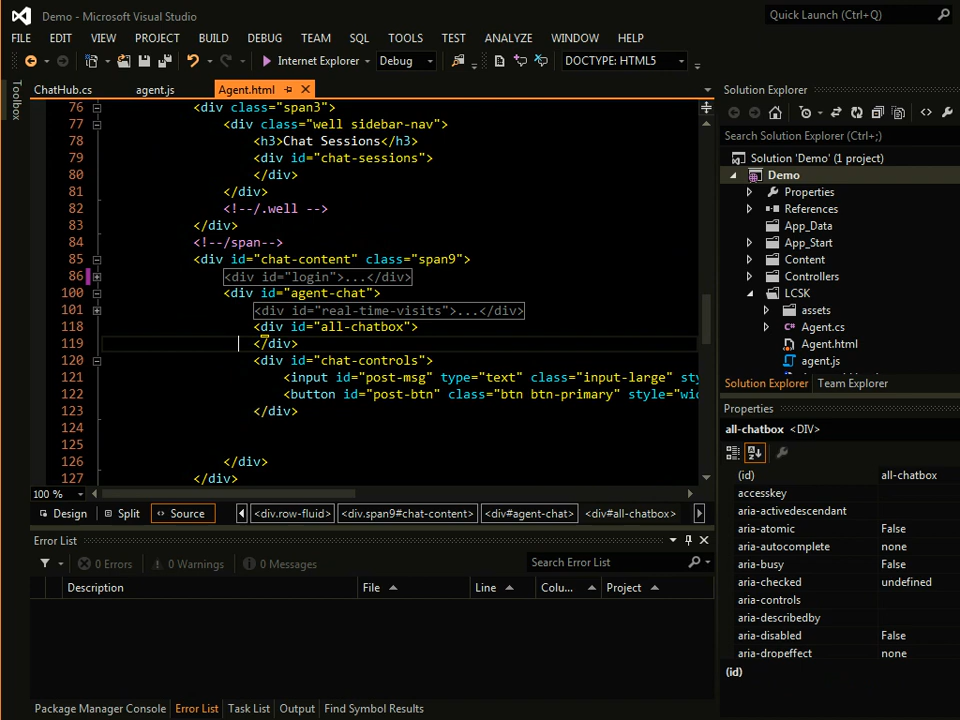 Demo - Microsoft Visual Studio
Quick Launch (Ctrl+Q)
FILE EDIT VIEW PROJECT BUILD DEBUG TEAM SQL TOOLS TEST ANALYZE WINDOW HELP
Internet Explorer Debug DOCTYPE: HTML5
Toolbox
ChatHub.cs agent.js Agent.html
76 <div class="span3">
77 <div class="well sidebar-nav">
78 <h3>Chat Sessions</h3>
79 <div id="chat-sessions">
80 </div>
81 </div>
82 <!--/.well -->
83 </div>
84 <!--/span-->
85 <div id="chat-content" class="span9">
86 <div id="login">...</div>
100 <div id="agent-chat">
101 <div id="real-time-visits">...</div>
118 <div id="all-chatbox">
119 </div>
120 <div id="chat-controls">
121 <input id="post-msg" type="text" class="input-large" sty
122 <button id="post-btn" class="btn btn-primary" style="wid
123 </div>
124
125
126 </div>
127 </div>
100 %
Design Split Source <div.row-fluid> <div.span9#chat-content> <div#agent-chat> <div#all-chatbox>
Error List
0 Errors 0 Warnings 0 Messages Search Error List
Description File Line Colu... Project
Package Manager Console Error List Task List Output Find Symbol Results
Solution Explorer
Search Solution Explorer (Ctrl+;)
Solution 'Demo' (1 project)
Demo
Properties
References
App_Data
App_Start
Content
Controllers
LCSK
assets
Agent.cs
Agent.html
agent.js
Solution Explorer Team Explorer
Properties
all-chatbox <DIV>
(id) all-chatbox
accesskey
aria-activedescendant
aria-atomic False
aria-autocomplete none
aria-busy False
aria-checked undefined
aria-controls
aria-describedby
aria-disabled False
aria-dropeffect none
(id)